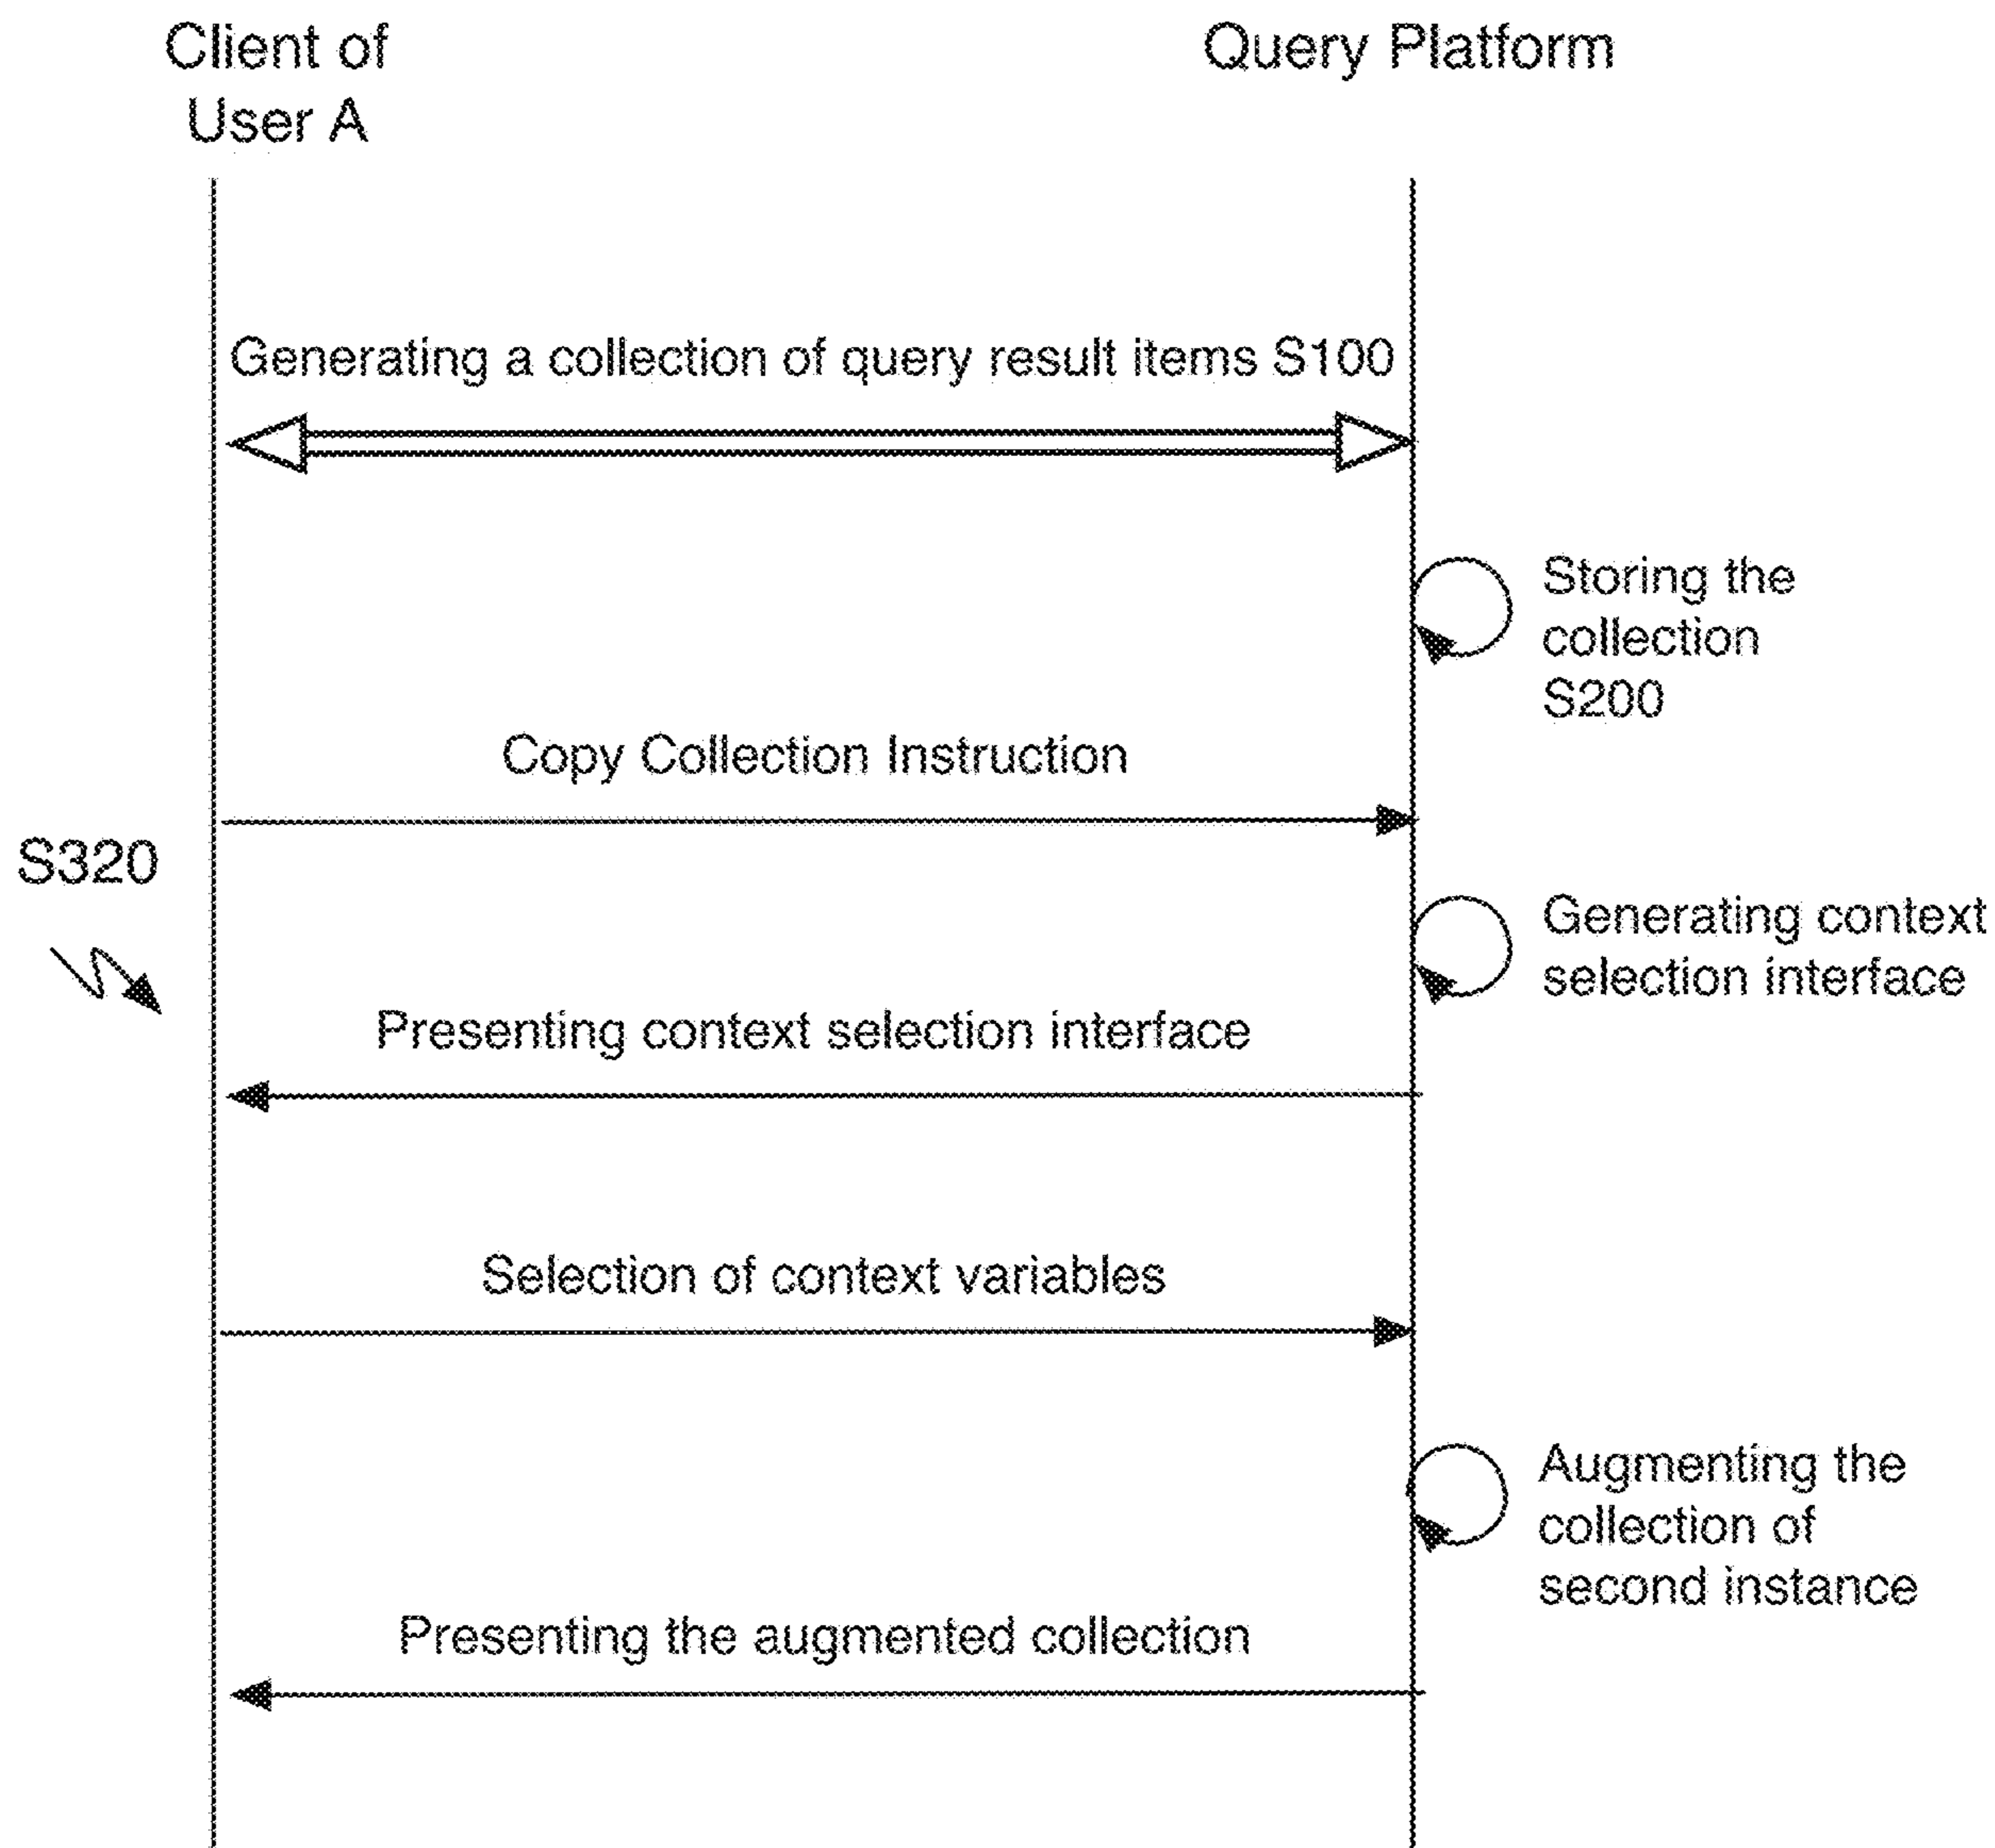 Client of
User A
Query Platform
Generating a collection of query result items S100
Storing the
collection
S200
Copy Collection Instruction
S320
Generating context
selection interface
Presenting context selection interface
Selection of context variables
Augmenting the
collection of
second instance
Presenting the augmented collection